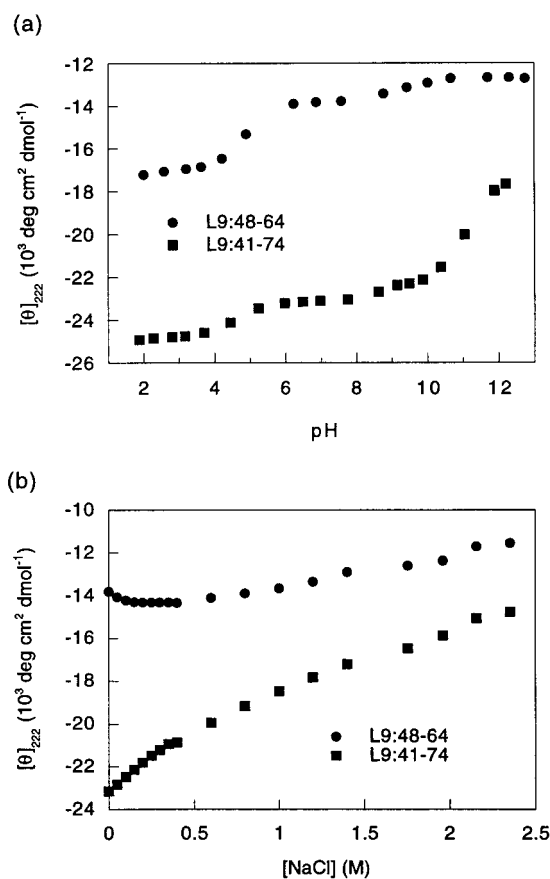 (a)
-12
-14
-16
-18
-20
-22
-24
-26
[θ]222 (10³ deg cm² dmol⁻¹)
L9:48-64
L9:41-74
2 4 6 8 10 12
pH
(b)
-10
-12
-14
-16
-18
-20
-22
-24
[θ]222 (10³ deg cm² dmol⁻¹)
L9:48-64
L9:41-74
0 0.5 1 1.5 2 2.5
[NaCl] (M)